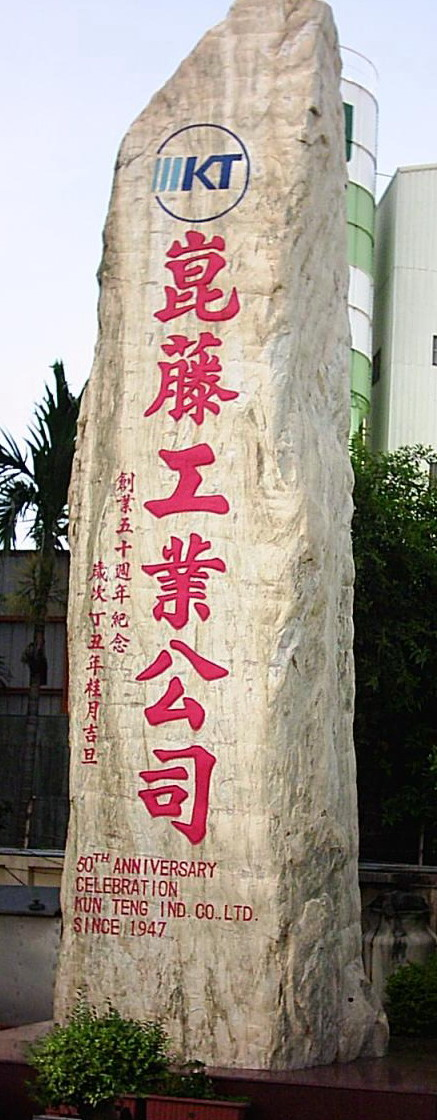 KT
崑藤工業公司
創業五十週年紀念
歲次丁丑年桂月吉旦
50TH ANNIVERSARY
CELEBRATION
KUN TENG IND.CO.,LTD.
SINCE 1947